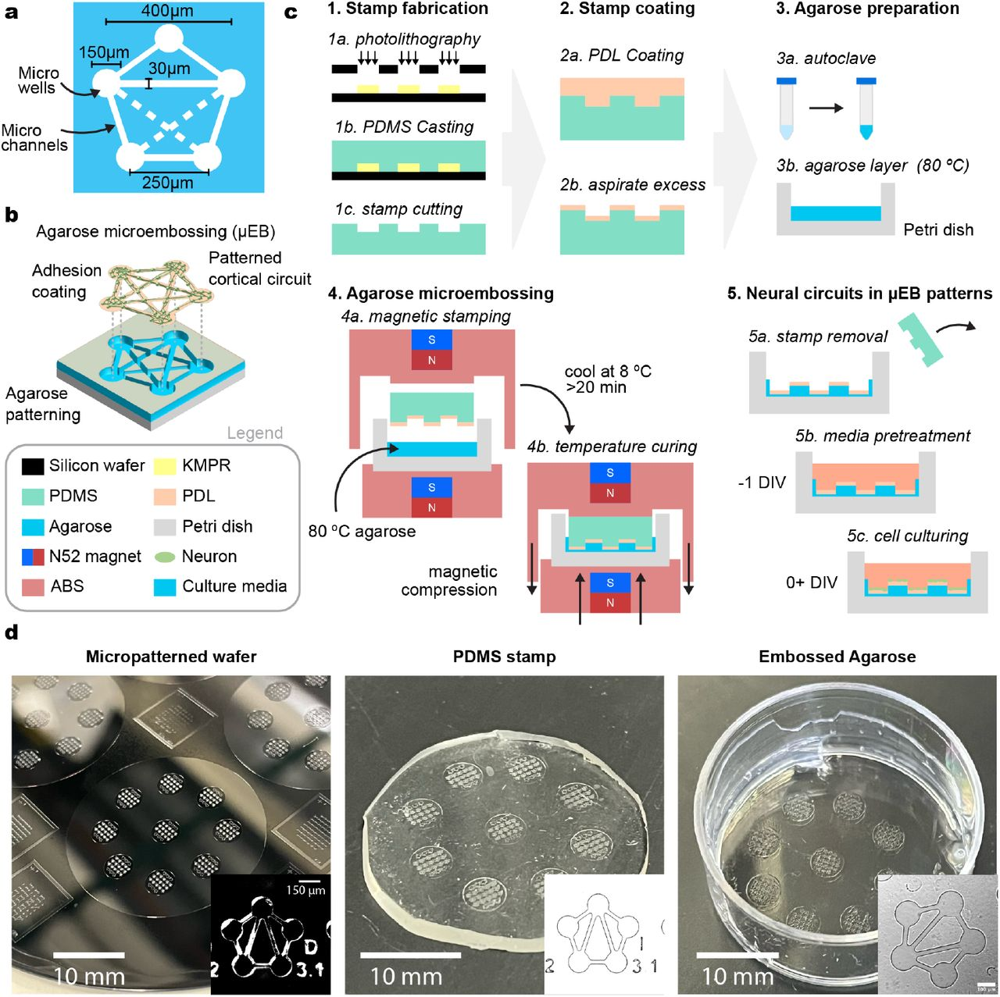 a
400µm
150µm
30µm
Micro
wells
Micro
channels
250µm
b
Agarose microembossing (µEB)
Adhesion
coating
Patterned
cortical circuit
Agarose
patterning
Legend
Silicon wafer
KMPR
PDMS
PDL
Agarose
Petri dish
N52 magnet
Neuron
ABS
Culture media
c
1. Stamp fabrication
1a. photolithography
1b. PDMS Casting
1c. stamp cutting
2. Stamp coating
2a. PDL Coating
2b. aspirate excess
3. Agarose preparation
3a. autoclave
3b. agarose layer (80 ºC)
Petri dish
4. Agarose microembossing
4a. magnetic stamping
S
N
S
N
80 ºC agarose
cool at 8 ºC
>20 min
4b. temperature curing
S
N
S
N
magnetic
compression
5. Neural circuits in µEB patterns
5a. stamp removal
5b. media pretreatment
-1 DIV
5c. cell culturing
0+ DIV
d
Micropatterned wafer
10 mm
150 µm
D
2
3.1
PDMS stamp
10 mm
I
2
3 1
Embossed Agarose
10 mm
100 µm